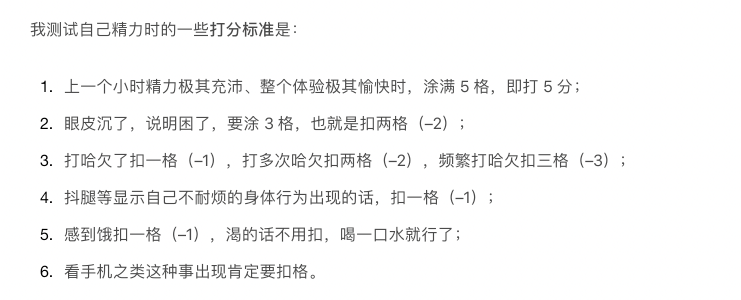 我测试自己精力时的一些打分标准是：
1. 上一个小时精力极其充沛、整个体验极其愉快时，涂满 5 格，即打 5 分；
2. 眼皮沉了，说明困了，要涂 3 格，也就是扣两格（–2）；
3. 打哈欠了扣一格（–1），打多次哈欠扣两格（–2），频繁打哈欠扣三格（–3）；
4. 抖腿等显示自己不耐烦的身体行为出现的话，扣一格（–1）；
5. 感到饿扣一格（–1），渴的话不用扣，喝一口水就行了；
6. 看手机之类这种事出现肯定要扣格。